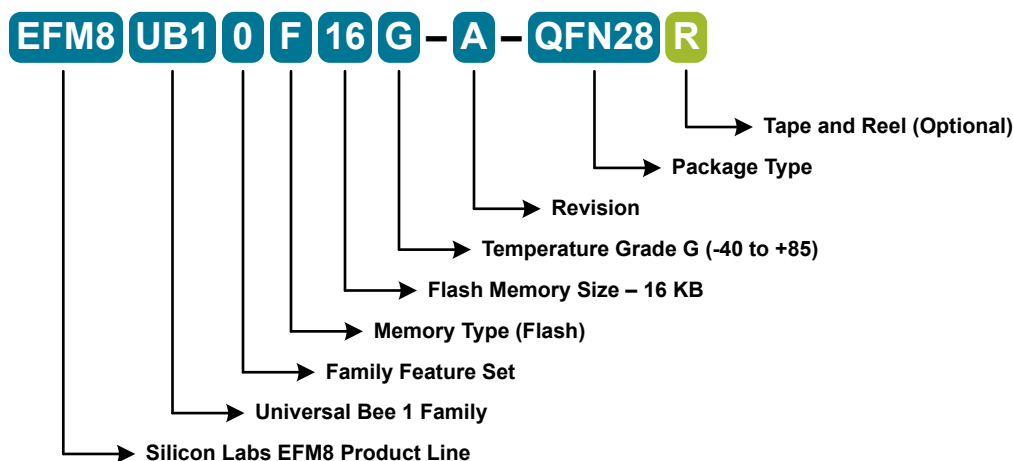 EFM8 UB1 0 F 16 G – A – QFN28 R
Tape and Reel (Optional)
Package Type
Revision
Temperature Grade G (-40 to +85)
Flash Memory Size – 16 KB
Memory Type (Flash)
Family Feature Set
Universal Bee 1 Family
Silicon Labs EFM8 Product Line